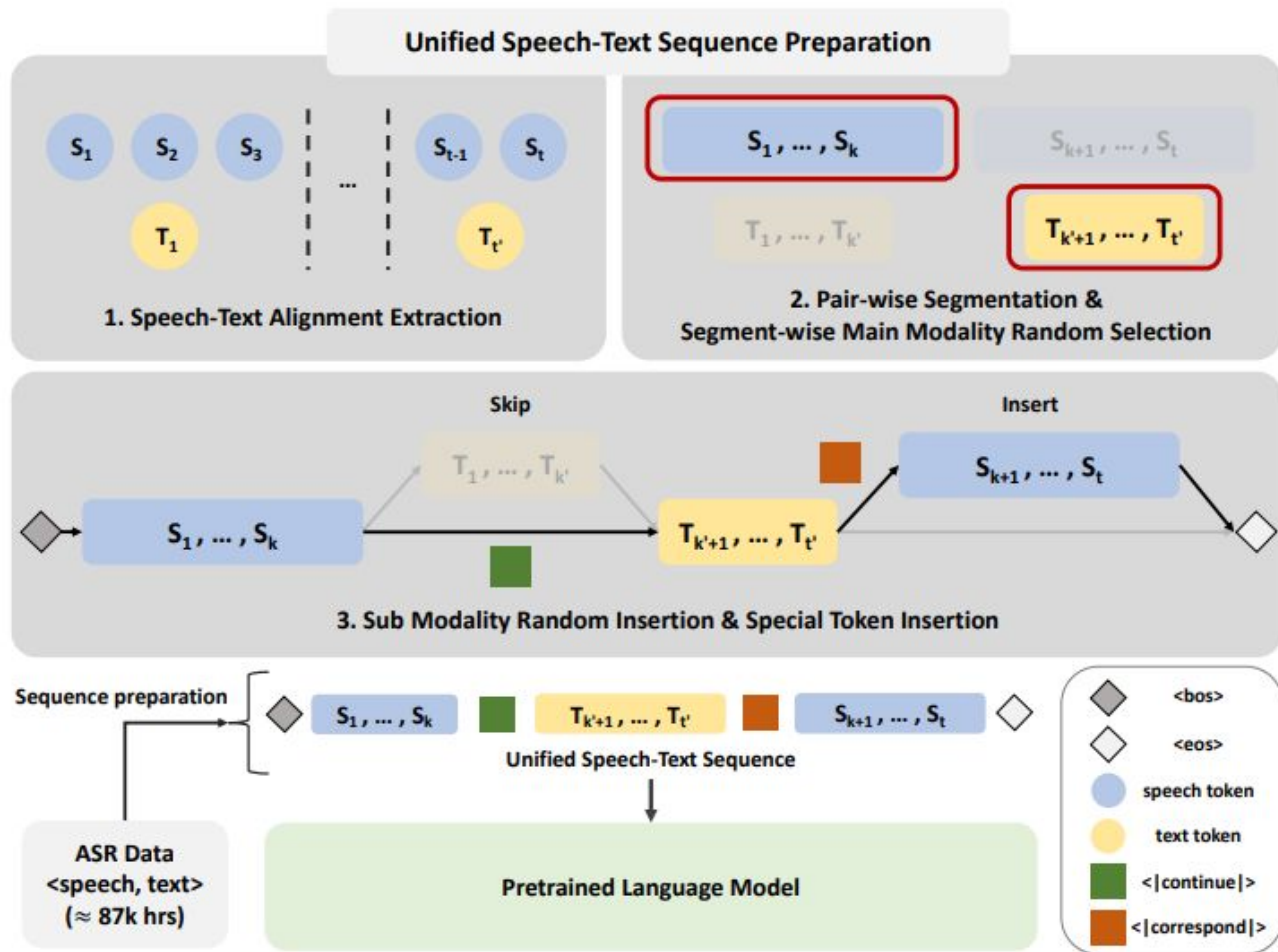 Unified Speech-Text Sequence Preparation
S₁ S₂ S₃ ... Sₜ₋₁ Sₜ
T₁ Tₜ'
1. Speech-Text Alignment Extraction
S₁ , ... , Sₖ Sₖ₊₁ , ... , Sₜ
T₁ , ... , Tₖ' Tₖ'₊₁ , ... , Tₜ'
2. Pair-wise Segmentation &
Segment-wise Main Modality Random Selection
Skip Insert
T₁ , ... , Tₖ' Sₖ₊₁ , ... , Sₜ
S₁ , ... , Sₖ Tₖ'₊₁ , ... , Tₜ'
3. Sub Modality Random Insertion & Special Token Insertion
Sequence preparation
S₁ , ... , Sₖ Tₖ'₊₁ , ... , Tₜ' Sₖ₊₁ , ... , Sₜ
Unified Speech-Text Sequence
ASR Data
<speech, text>
(≈ 87k hrs)
Pretrained Language Model
<bos>
<eos>
speech token
text token
<|continue|>
<|correspond|>